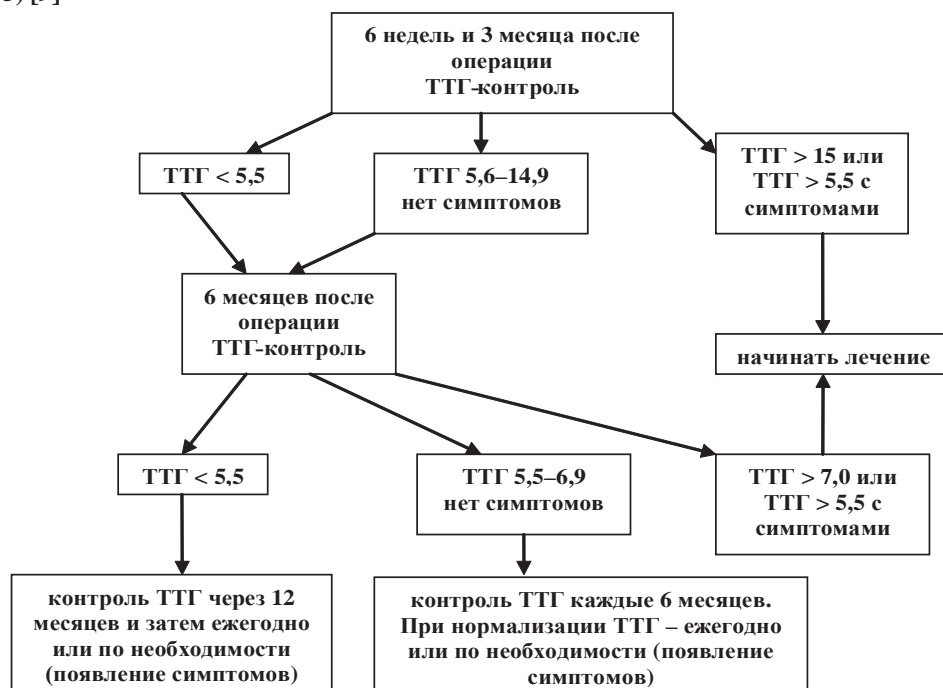 6 недель и 3 месяца после
операции
ТТГ-контроль
ТТГ < 5,5
ТТГ 5,6–14,9
нет симптомов
ТТГ > 15 или
ТТГ > 5,5 с
симптомами
6 месяцев после
операции
ТТГ-контроль
начинать лечение
ТТГ < 5,5
ТТГ 5,5–6,9
нет симптомов
ТТГ > 7,0 или
ТТГ > 5,5 с
симптомами
контроль ТТГ через 12
месяцев и затем ежегодно
или по необходимости
(появление симптомов)
контроль ТТГ каждые 6 месяцев.
При нормализации ТТГ – ежегодно
или по необходимости (появление
симптомов)